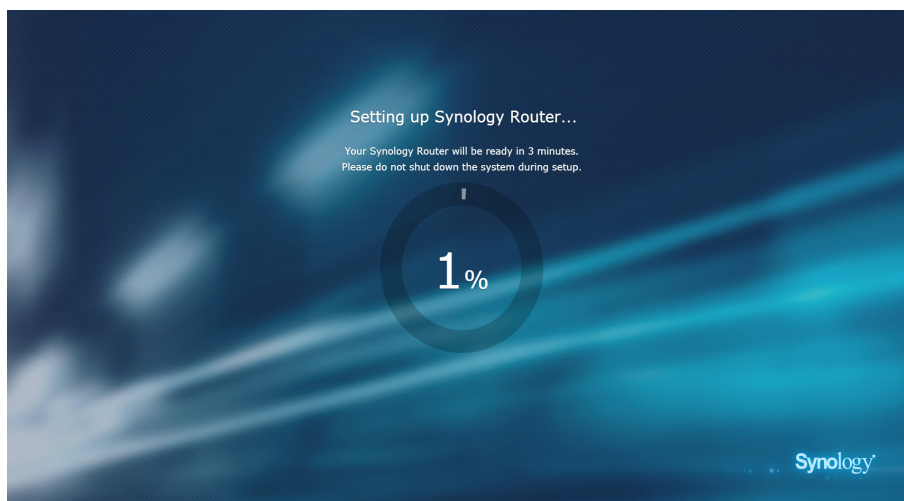 Setting up Synology Router...
Your Synology Router will be ready in 3 minutes.
Please do not shut down the system during setup.
1%
Synology